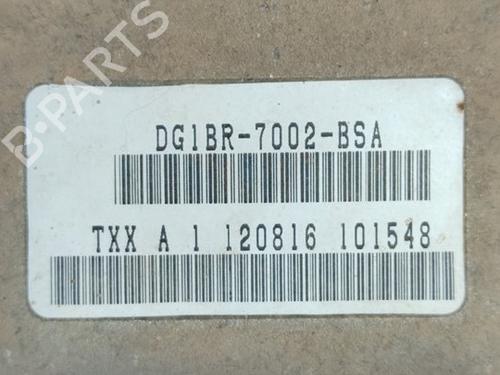 B-PARTS
DG1BR-7002-BSA
TXX A 1 120816 101548